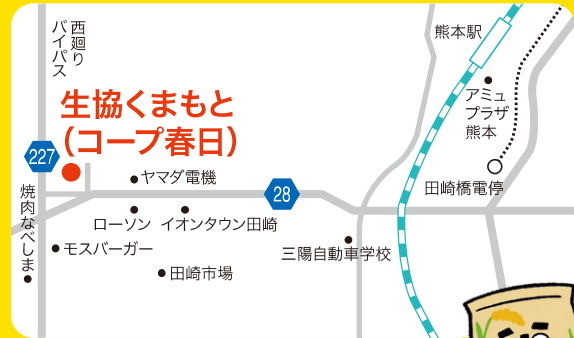 西廻り
バイパス
熊本駅
生協くまもと
(コープ春日)
アミュ
プラザ
熊本
227
ヤマダ電機
28
田崎橋電停
焼肉なべしま
ローソン
イオンタウン田崎
モスバーガー
三陽自動車学校
田崎市場